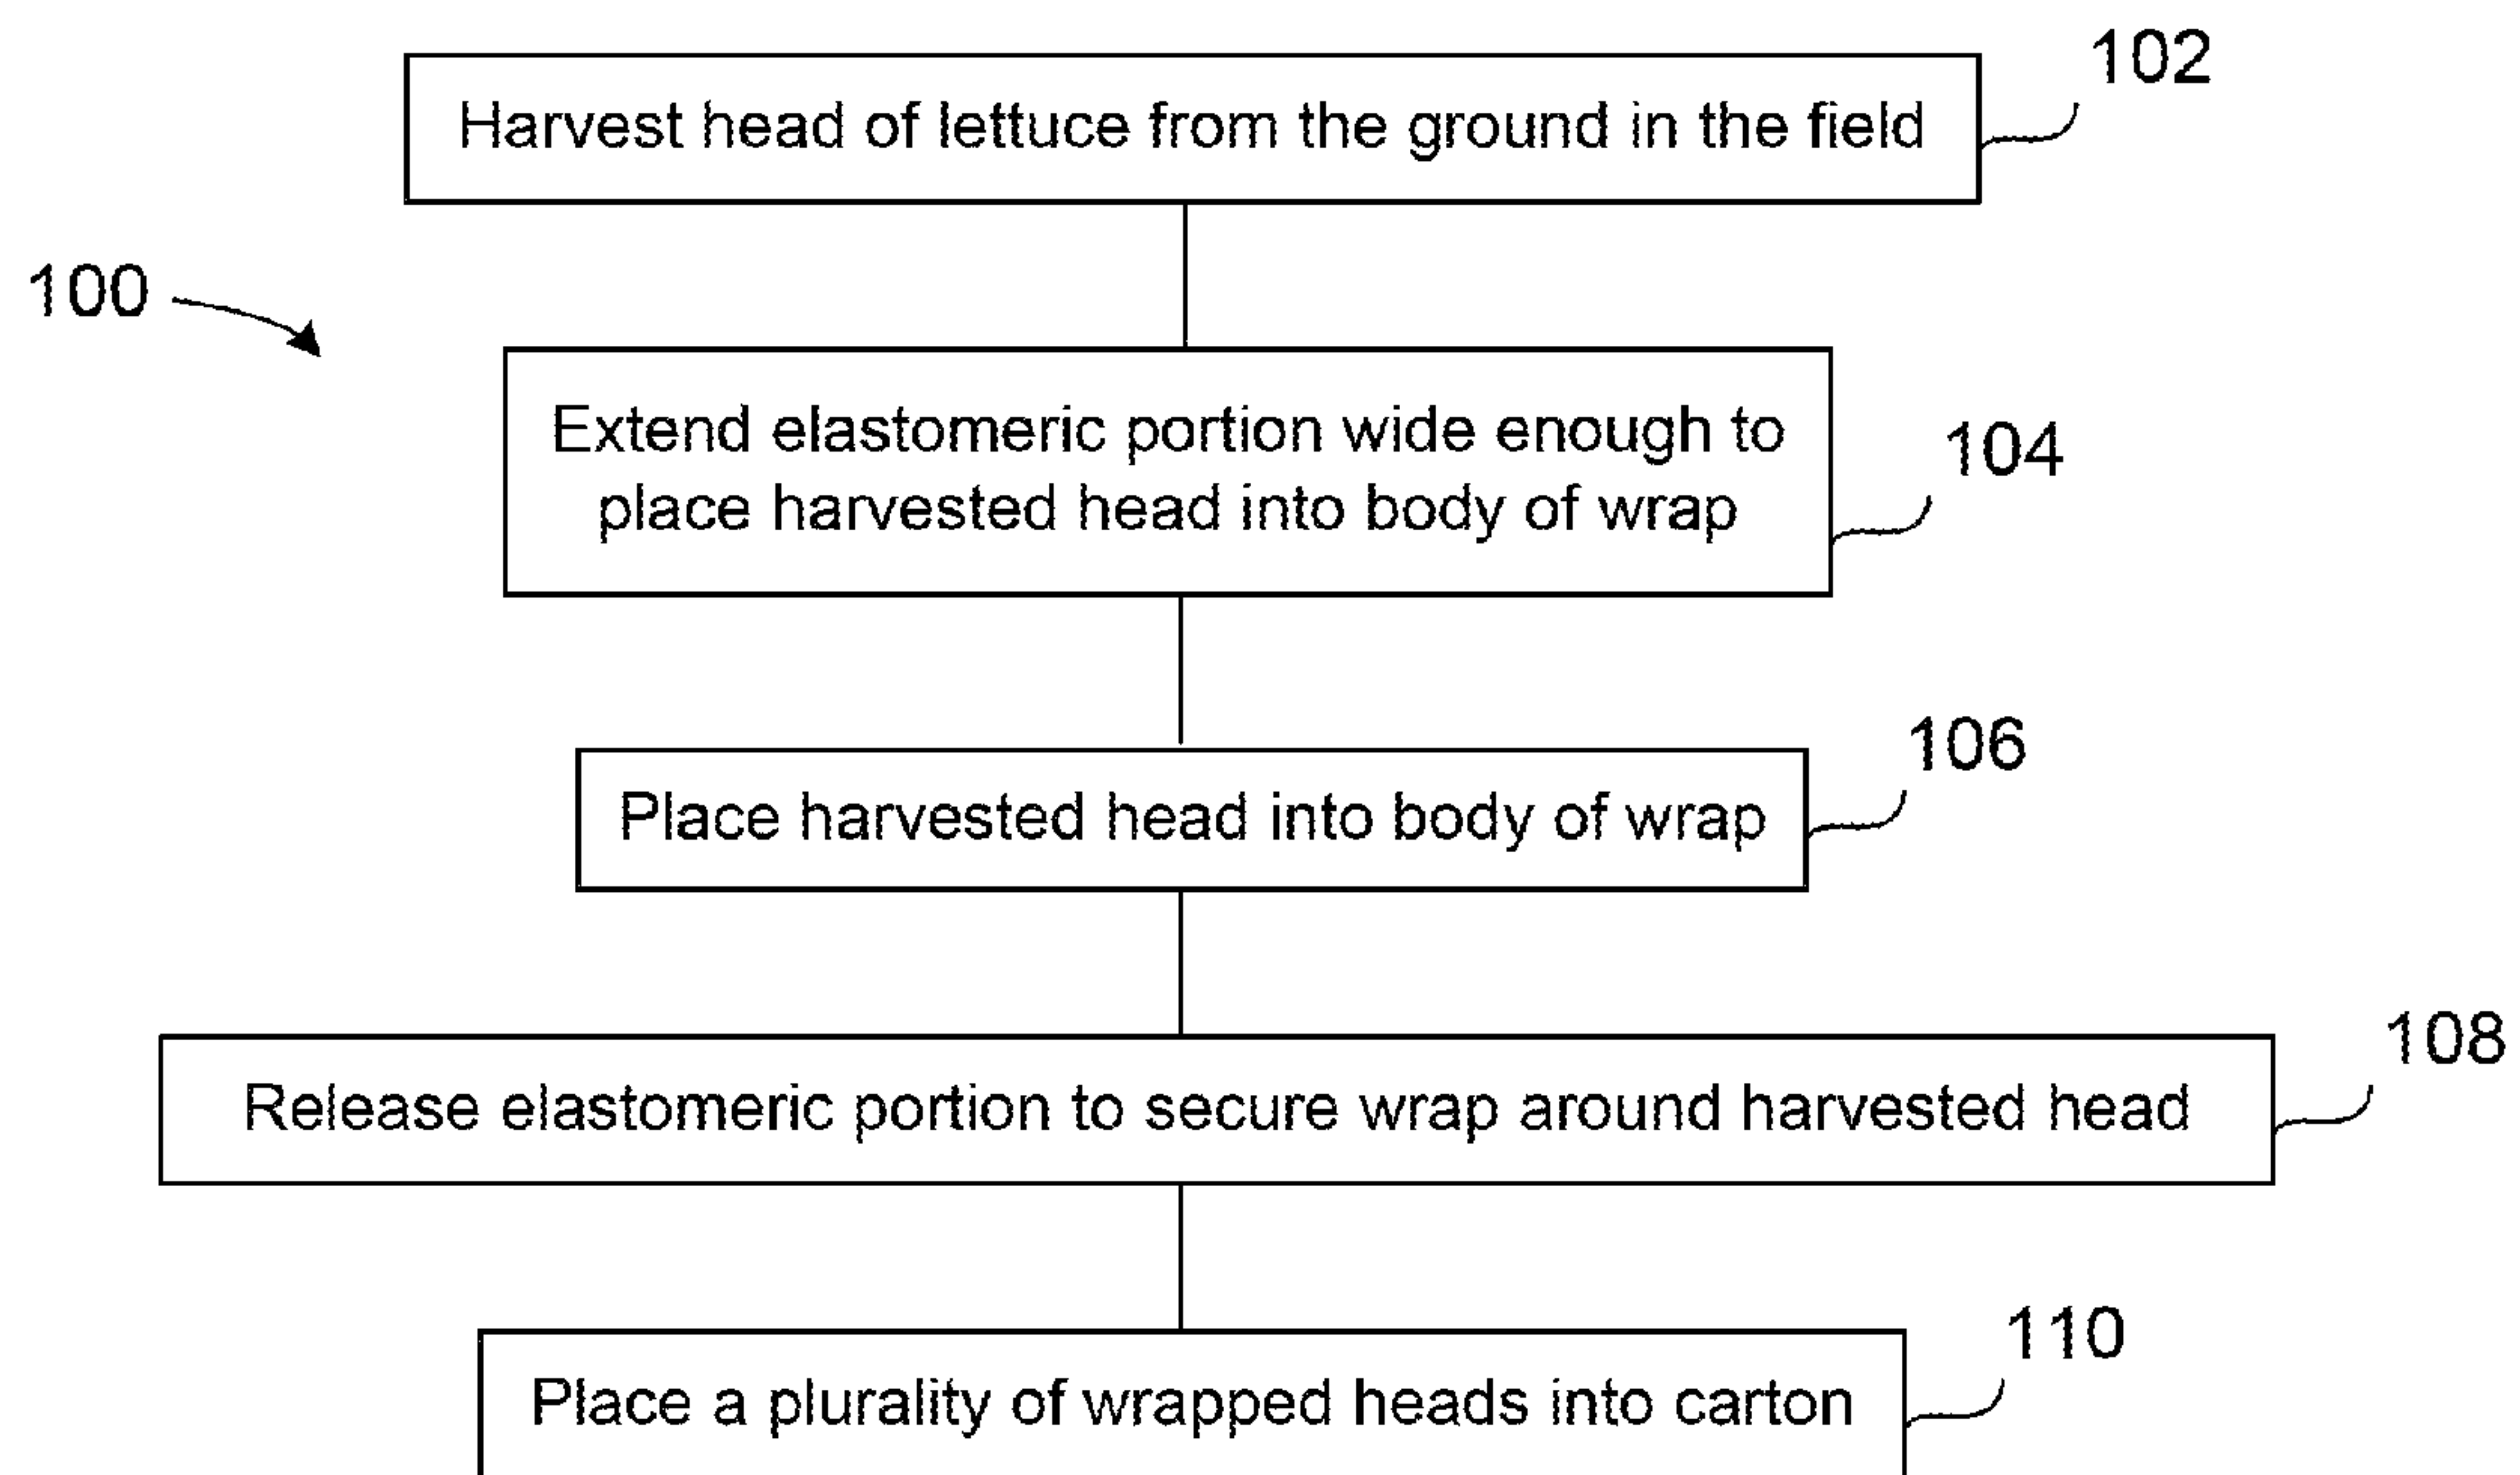 102
Harvest head of lettuce from the ground in the field
100
Extend elastomeric portion wide enough to
place harvested head into body of wrap
104
106
Place harvested head into body of wrap
108
Release elastomeric portion to secure wrap around harvested head
110
Place a plurality of wrapped heads into carton